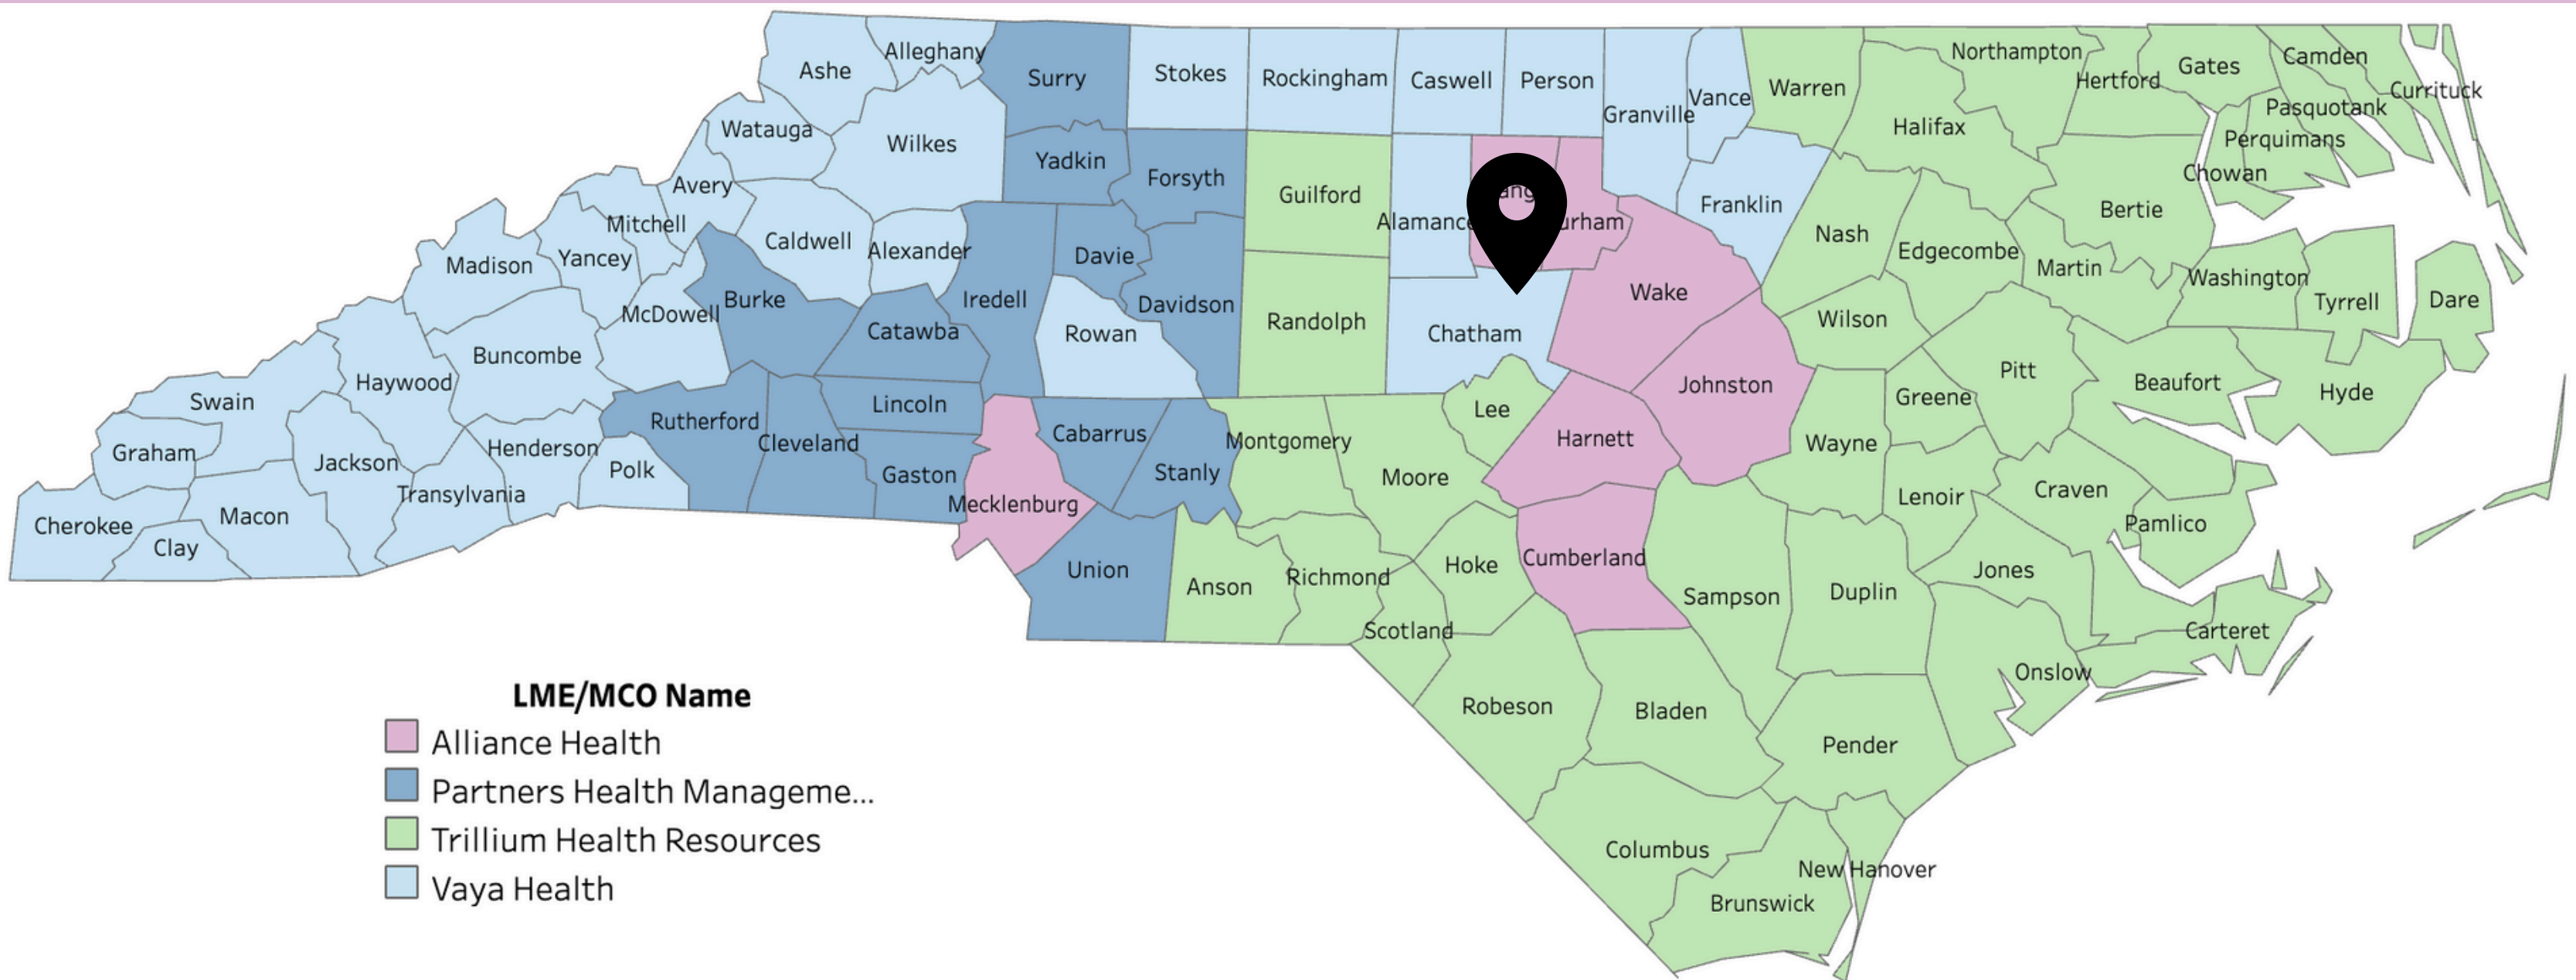 Ashe
Alleghany
Surry
Stokes
Rockingham
Caswell
Person
Granville
Vance
Warren
Northampton
Hertford
Gates
Camden
Currituck
Pasquotank
Perquimans
Chowan
Halifax
Watauga
Wilkes
Yadkin
Forsyth
Guilford
Alamance
ang
urham
Franklin
Nash
Edgecombe
Bertie
Martin
Washington
Tyrrell
Dare
Avery
Mitchell
Yancey
Madison
Caldwell
Alexander
Davie
Iredell
Davidson
Randolph
Chatham
Wake
Wilson
Burke
McDowell
Catawba
Rowan
Buncombe
Haywood
Swain
Graham
Cherokee
Clay
Macon
Jackson
Transylvania
Henderson
Polk
Rutherford
Cleveland
Lincoln
Gaston
Mecklenburg
Cabarrus
Stanly
Union
Montgomery
Moore
Lee
Harnett
Johnston
Wayne
Greene
Pitt
Beaufort
Hyde
Lenoir
Craven
Pamlico
Anson
Richmond
Scotland
Hoke
Cumberland
Sampson
Duplin
Jones
Carteret
Onslow
Robeson
Bladen
Pender
Columbus
New Hanover
Brunswick
LME/MCO Name
Alliance Health
Partners Health Manageme...
Trillium Health Resources
Vaya Health